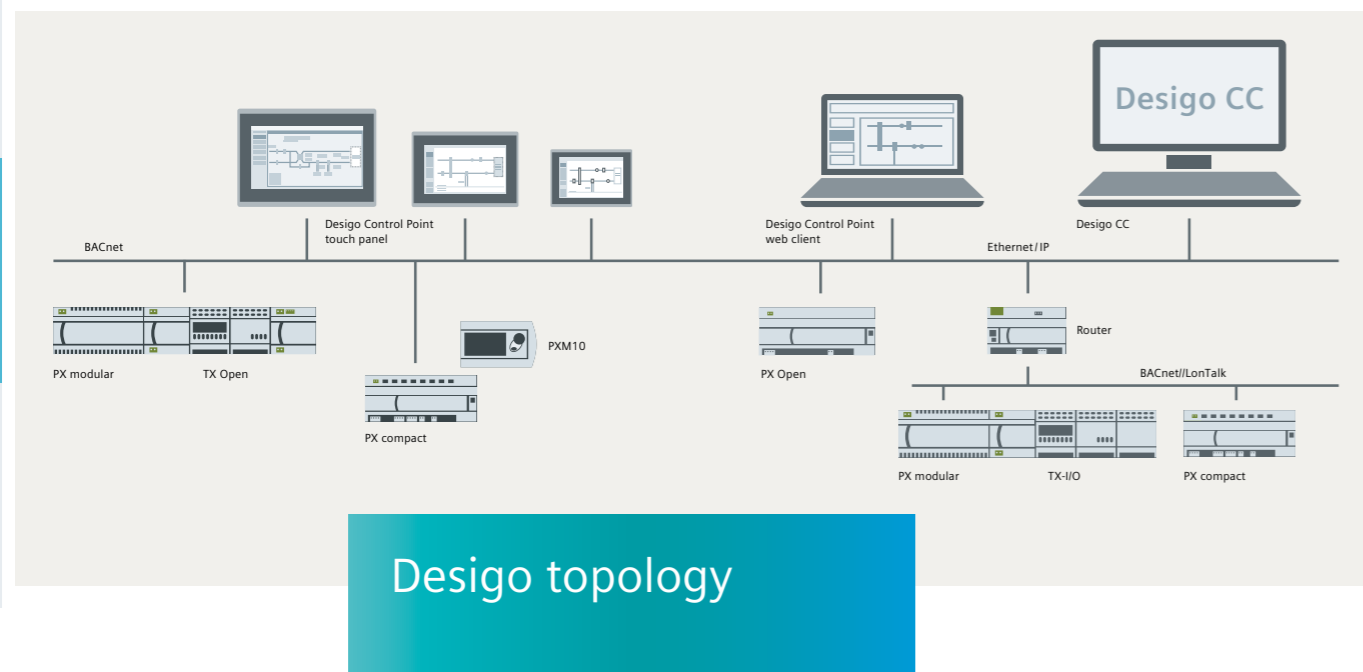 Desigo CC
Desigo Control Point
touch panel
Desigo Control Point
web client
Desigo CC
BACnet
Ethernet/IP
PX modular
TX Open
PXM10
PX compact
PX Open
Router
BACnet//LonTalk
PX modular
TX-I/O
PX compact
Desigo topology